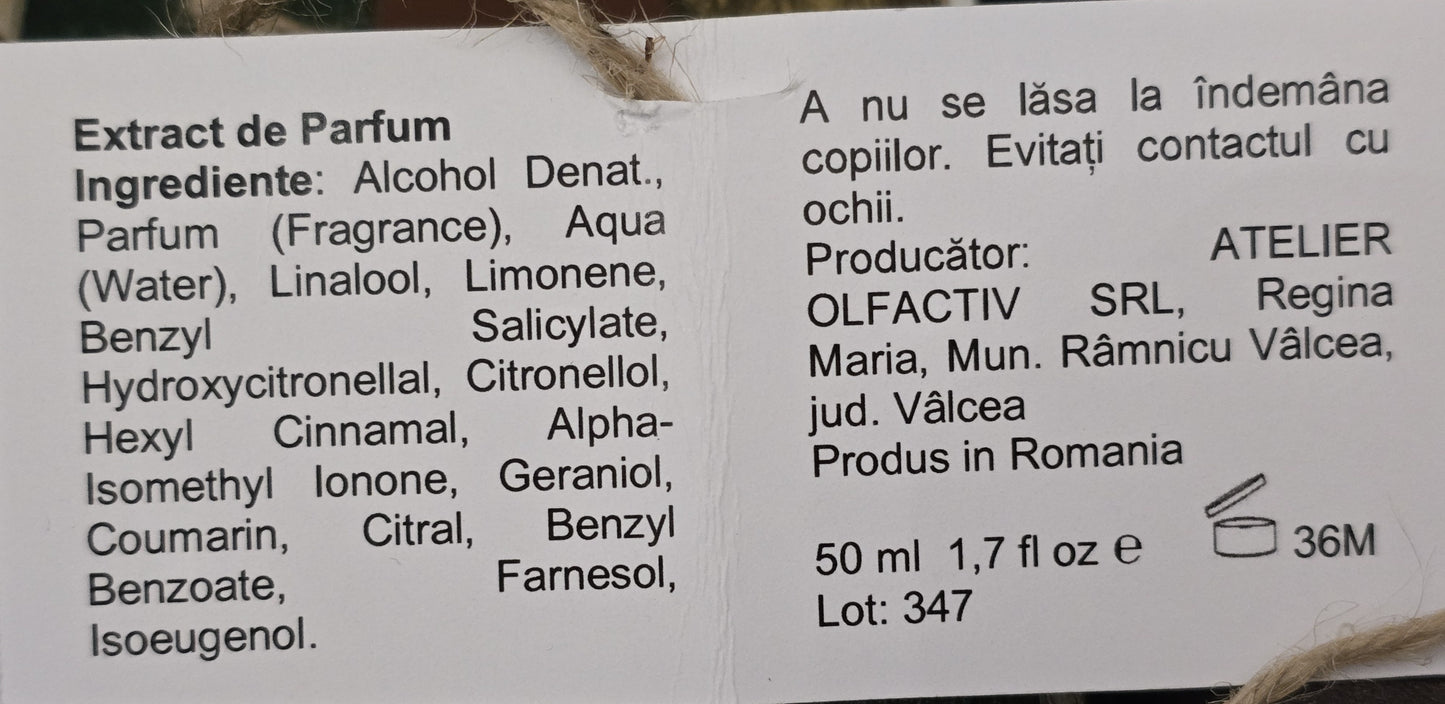 Extract de Parfum
Ingrediente: Alcohol Denat.,
Parfum (Fragrance), Aqua
(Water), Linalool, Limonene,
Benzyl Salicylate,
Hydroxycitronellal, Citronellol,
Hexyl Cinnamal, Alpha-
Isomethyl Ionone, Geraniol,
Coumarin, Citral, Benzyl
Benzoate, Farnesol,
Isoeugenol.
A nu se lăsa la îndemâna
copiilor. Evitați contactul cu
ochii.
Producător: ATELIER
OLFACTIV SRL, Regina
Maria, Mun. Râmnicu Vâlcea,
jud. Vâlcea
Produs in Romania
50 ml 1,7 fl oz ℮
36M
Lot: 347